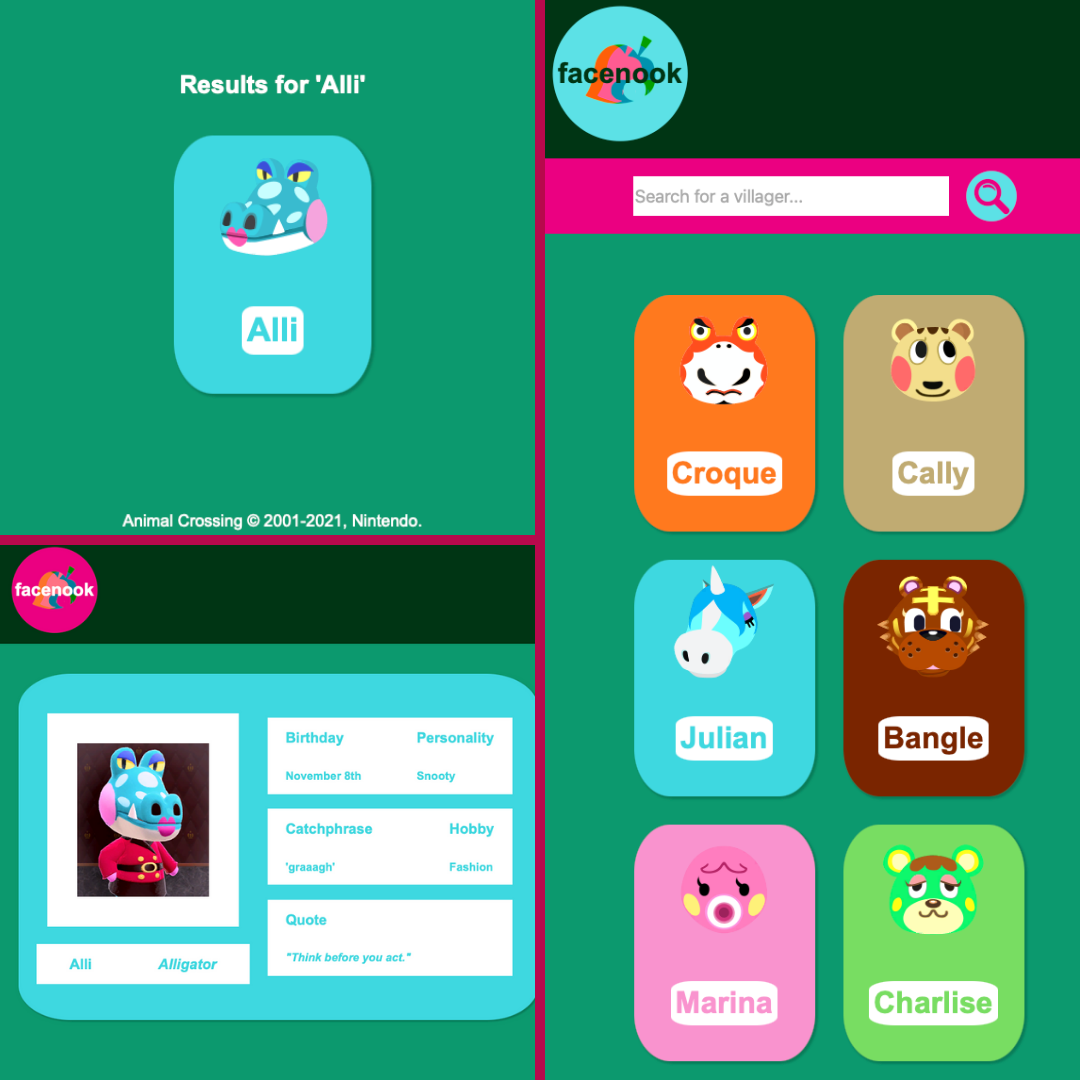 Results for 'Alli'
Alli
Animal Crossing © 2001-2021, Nintendo.
facenook
Birthday Personality
November 8th Snooty
Catchphrase Hobby
'graaagh' Fashion
Quote
"Think before you act."
Alli Alligator
facenook
Search for a villager...
Croque Cally
Julian Bangle
Marina Charlise